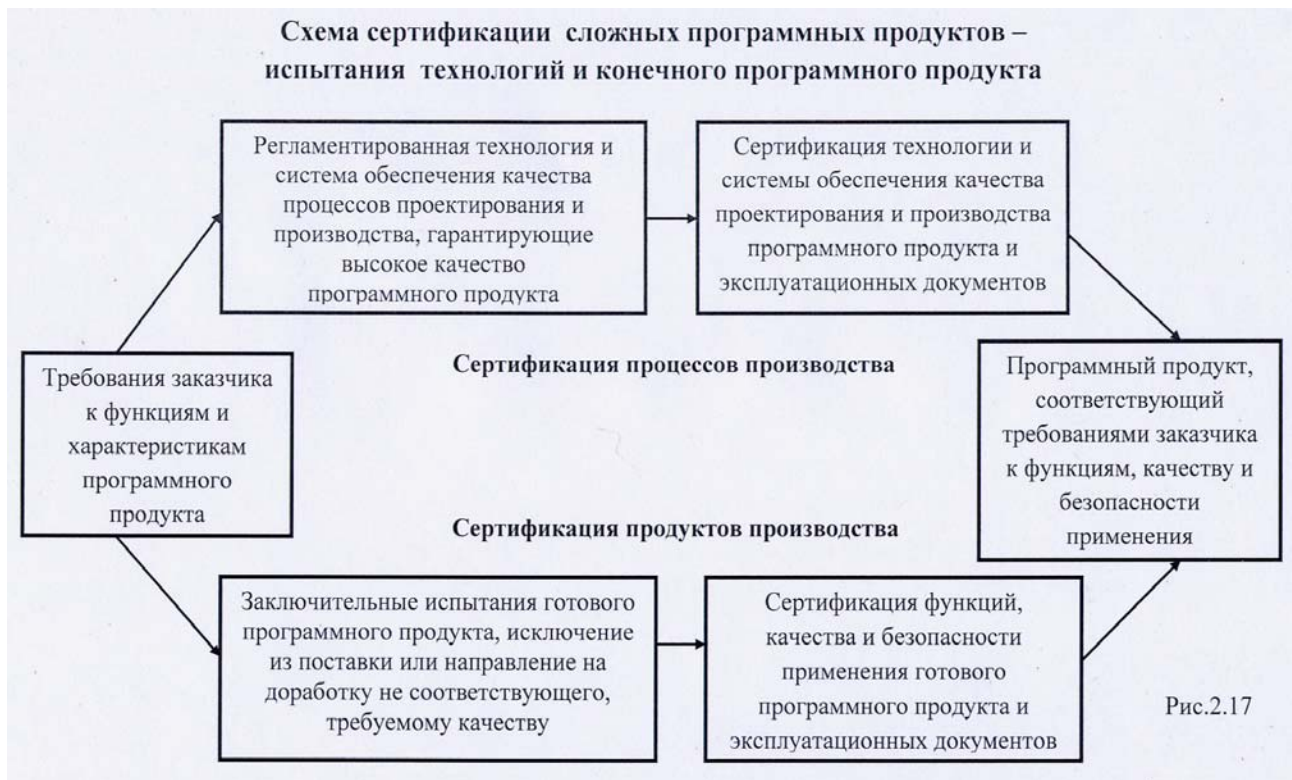 Схема сертификации сложных программных продуктов –
испытания технологий и конечного программного продукта
Регламентированная технология и
система обеспечения качества
процессов проектирования и
производства, гарантирующие
высокое качество
программного продукта
Сертификация технологии и
системы обеспечения качества
проектирования и производства
программного продукта и
эксплуатационных документов
Сертификация процессов производства
Требования заказчика
к функциям и
характеристикам
программного
продукта
Программный продукт,
соответствующий
требованиями заказчика
к функциям, качеству и
безопасности
применения
Сертификация продуктов производства
Заключительные испытания готового
программного продукта, исключение
из поставки или направление на
доработку не соответствующего,
требуемому качеству
Сертификация функций,
качества и безопасности
применения готового
программного продукта и
эксплуатационных документов
Рис.2.17